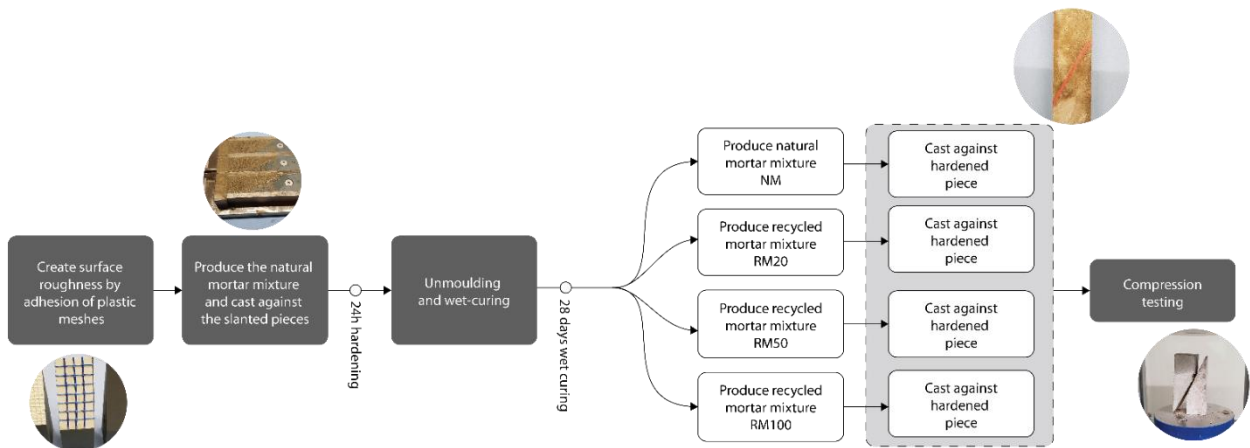 Create surface
roughness by
adhesion of plastic
meshes
Produce the natural
mortar mixture
and cast against
the slanted pieces
24h hardening
Unmoulding
and wet-curing
28 days wet curing
Produce natural
mortar mixture
NM
Cast against
hardened
piece
Produce recycled
mortar mixture
RM20
Cast against
hardened
piece
Produce recycled
mortar mixture
RM50
Cast against
hardened
piece
Produce recycled
mortar mixture
RM100
Cast against
hardened
piece
Compression
testing